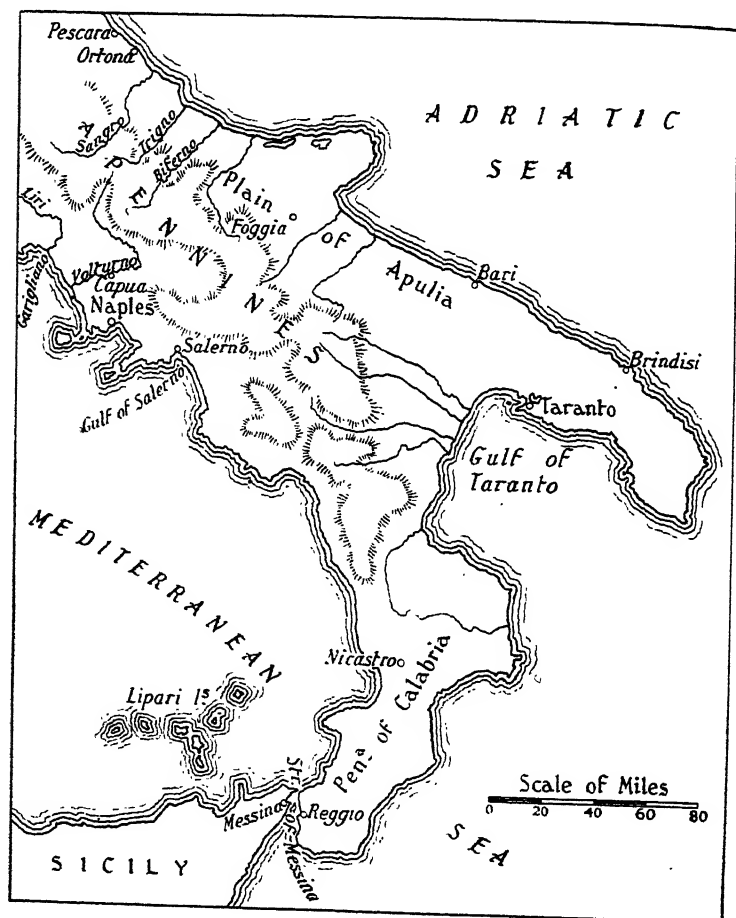 Pescara
Ortona
ADRIATIC
SEA
Sangro
Trigno
Biferno
APENNINES
Plain
of
Apulia
Foggia
Liri
Volturno
Capua
Garigliano
Naples
Bari
Salerno
Gulf of Salerno
Brindisi
Taranto
Gulf of
Taranto
MEDITERRANEAN
SEA
Nicastro
Lipari Is
Pena of Calabria
Str. of Messina
Messina
Reggio
SICILY
Scale of Miles
0 20 40 60 80